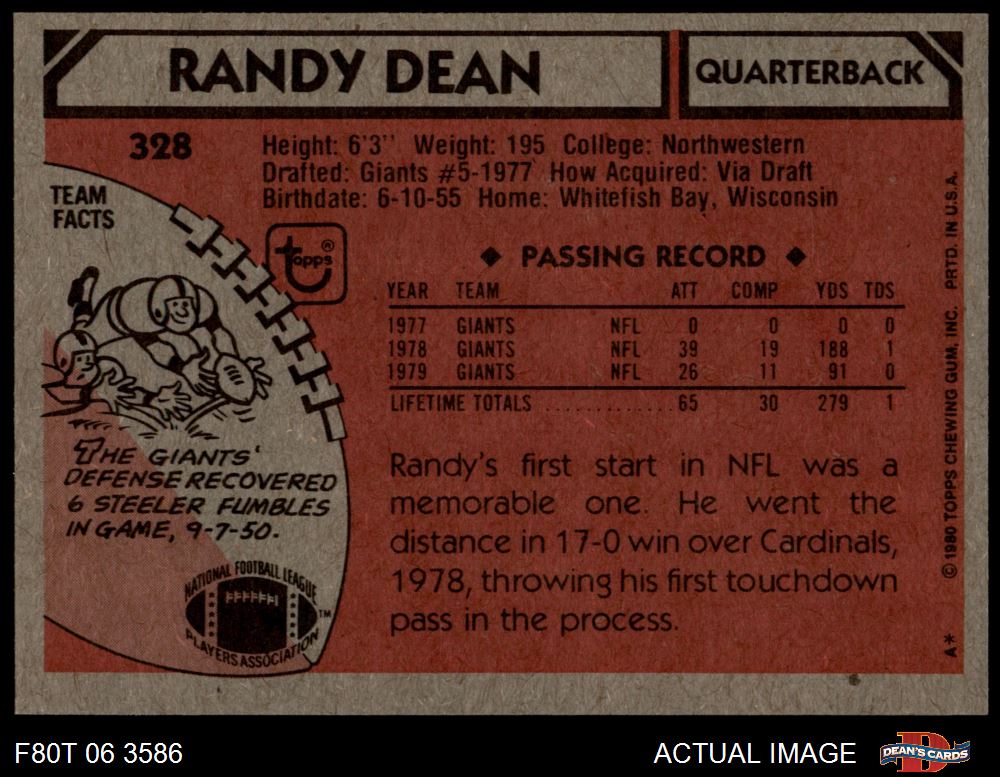 RANDY DEAN
QUARTERBACK
328
Height: 6'3'' Weight: 195 College: Northwestern
Drafted: Giants #5-1977 How Acquired: Via Draft
Birthdate: 6-10-55 Home: Whitefish Bay, Wisconsin
TEAM
FACTS
topps®
◆ PASSING RECORD ◆
YEAR TEAM ATT COMP YDS TDS
1977 GIANTS NFL 0 0 0 0
1978 GIANTS NFL 39 19 188 1
1979 GIANTS NFL 26 11 91 0
LIFETIME TOTALS ............. 65 30 279 1
Randy's first start in NFL was a
memorable one. He went the
distance in 17-0 win over Cardinals,
1978, throwing his first touchdown
pass in the process.
THE GIANTS'
DEFENSE RECOVERED
6 STEELER FUMBLES
IN GAME, 9-7-50.
NATIONAL FOOTBALL LEAGUE
PLAYERS ASSOCIATION
TM
A* © 1980 TOPPS CHEWING GUM, INC. PRTD. IN U.S.A.
F80T 06 3586
ACTUAL IMAGE
D
DEAN'S CARDS